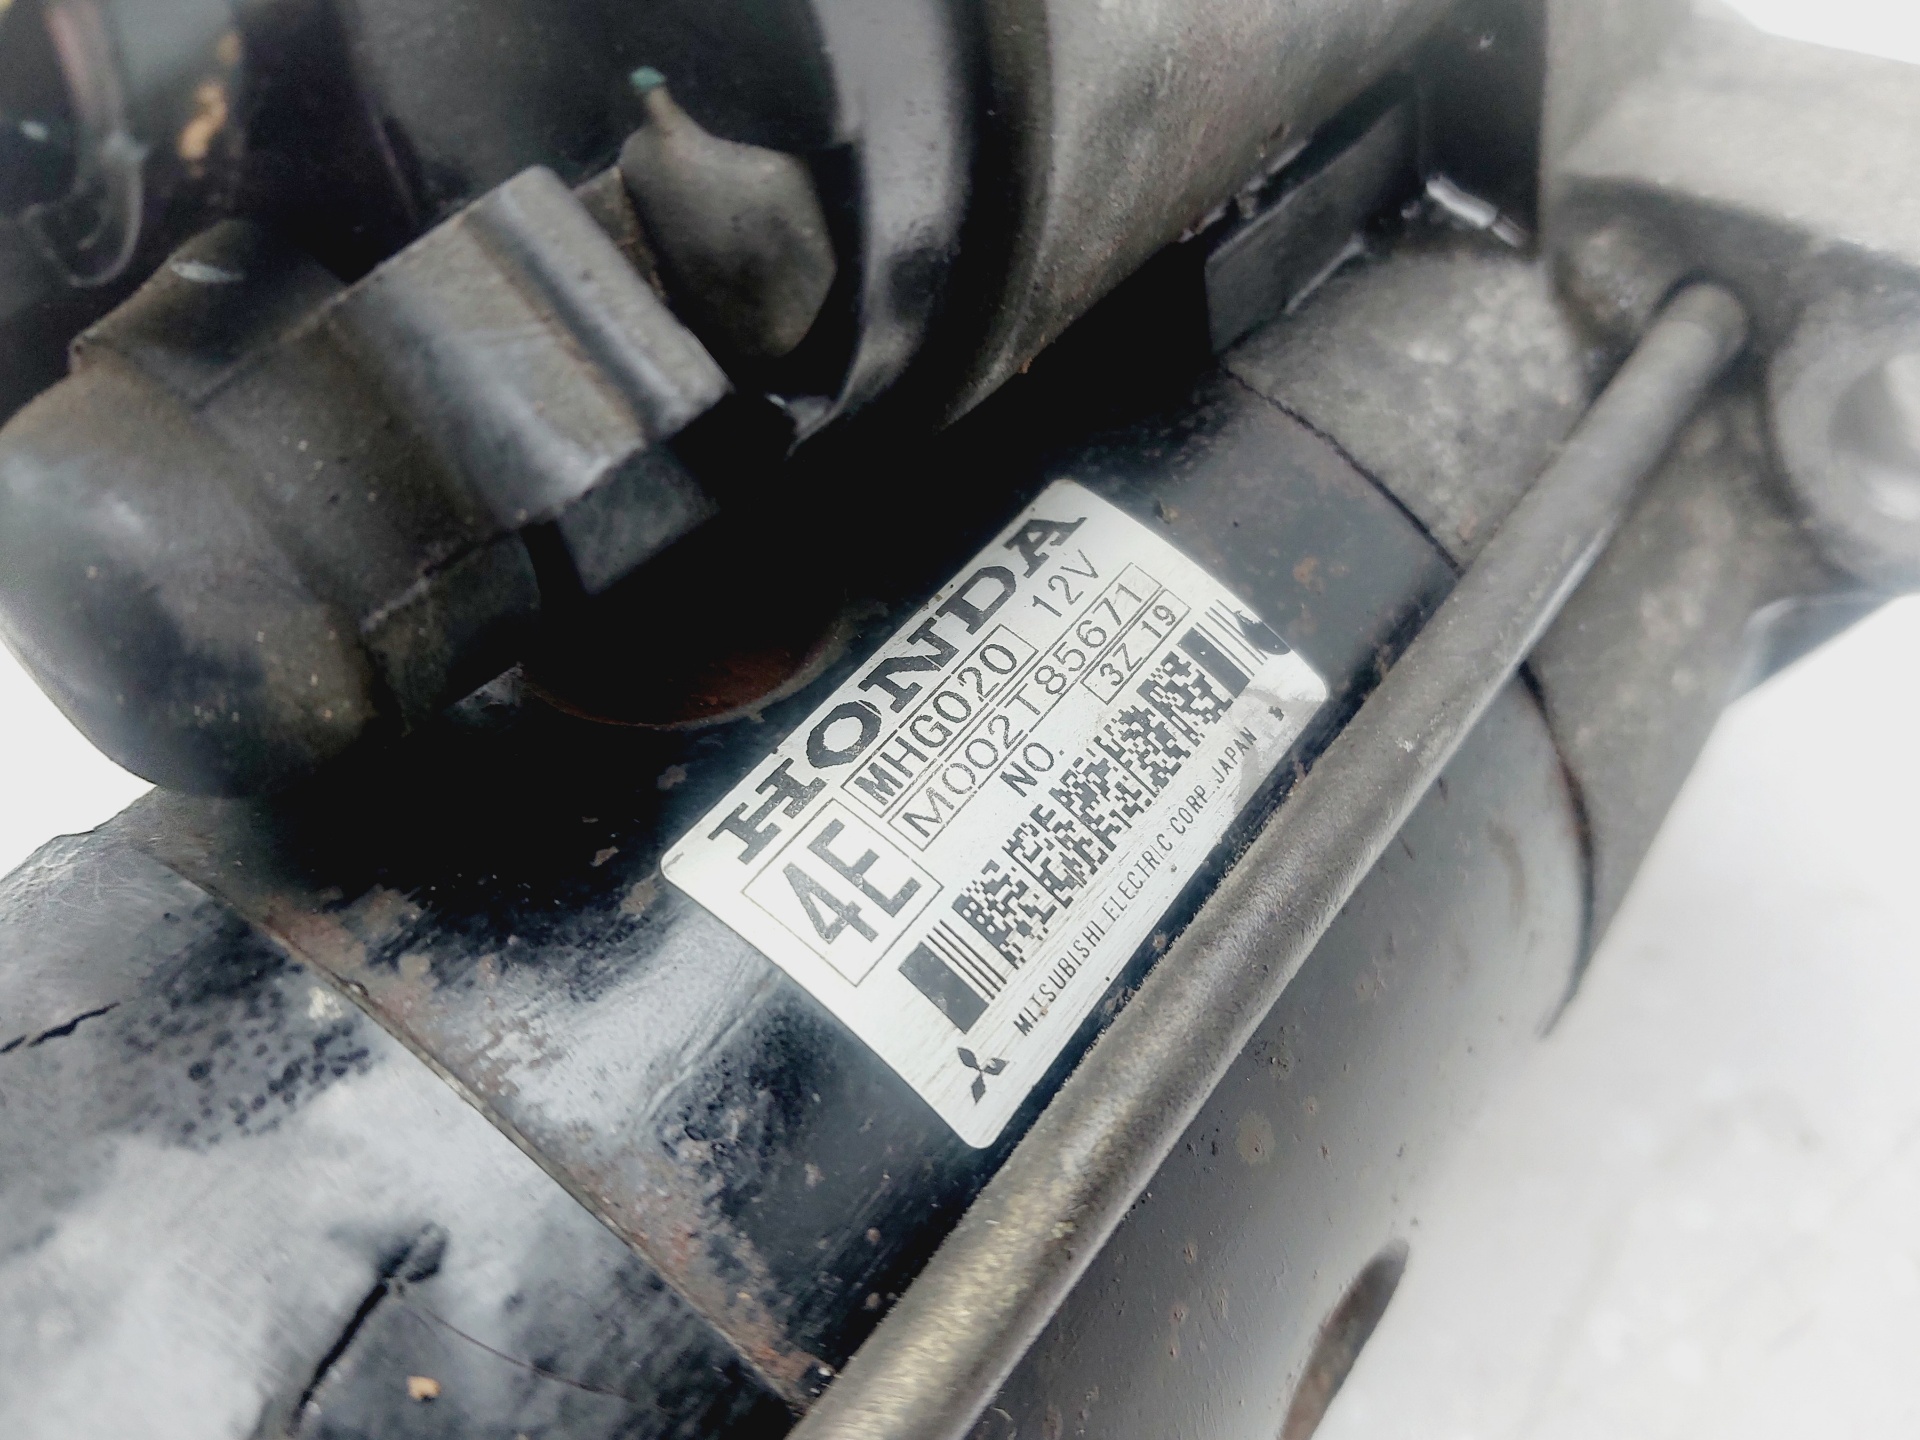 HONDA
4E
MHG020 12V
M002T85671
NO. 3Z 19
MITSUBISHI ELECTRIC CORP. JAPAN